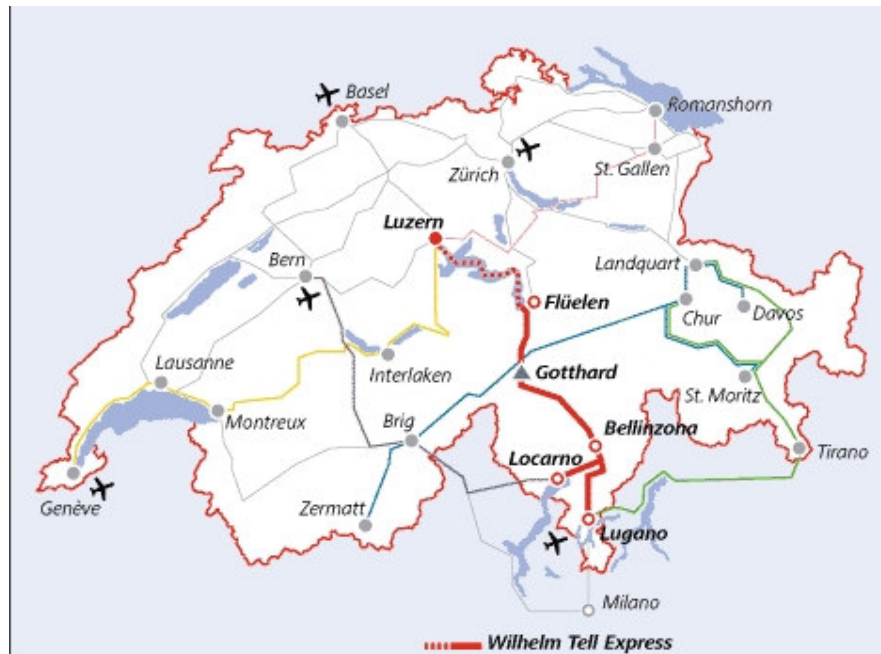 Basel
Romanshorn
Zürich
St. Gallen
Luzern
Bern
Landquart
Flüelen
Chur
Davos
Lausanne
Interlaken
Gotthard
St. Moritz
Montreux
Brig
Bellinzona
Tirano
Locarno
Genève
Zermatt
Lugano
Milano
Wilhelm Tell Express